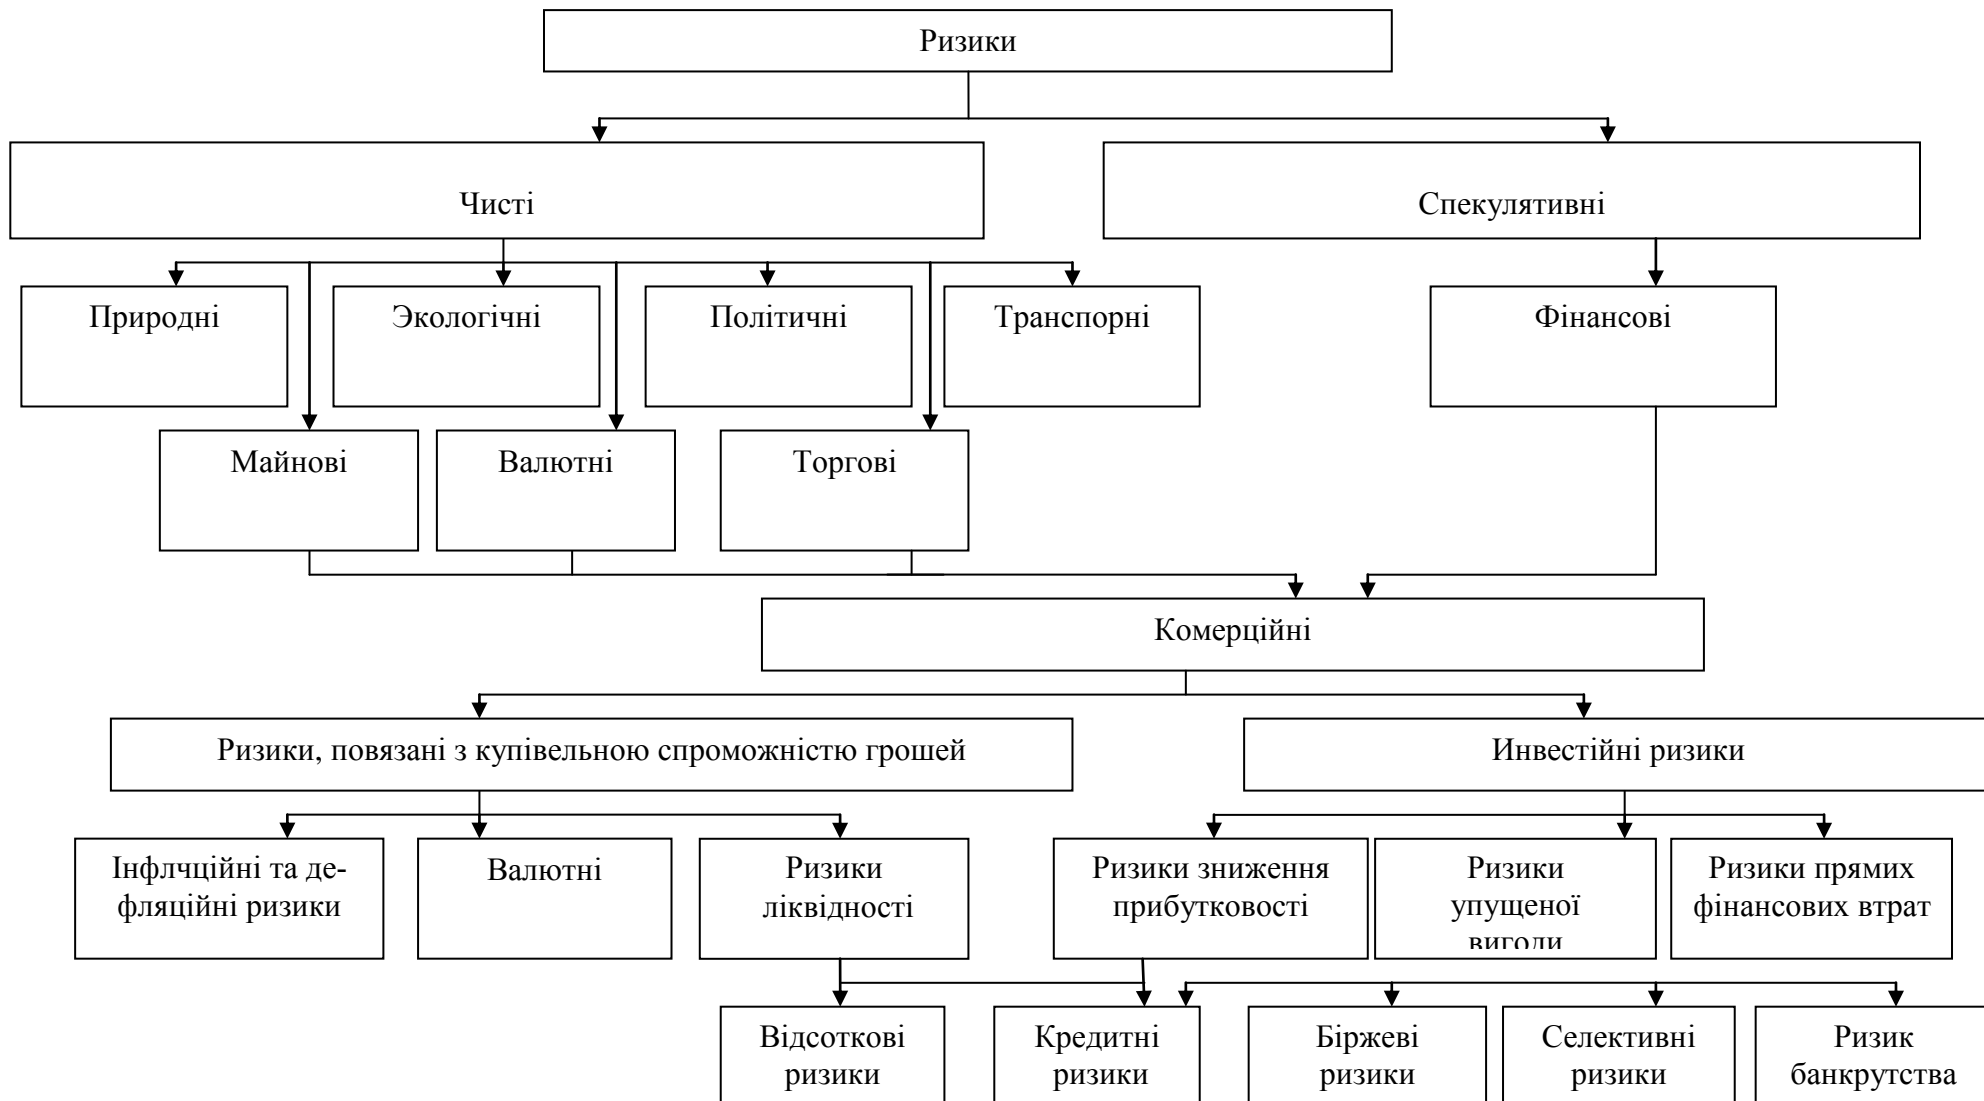 Ризики
Чисті
Спекулятивні
Природні
Экологічні
Політичні
Транспорні
Фінансові
Майнові
Валютні
Торгові
Комерційні
Ризики, повязані з купівельною спроможністю грошей
Инвестійні ризики
Інфлчційні та де-
фляційні ризики
Валютні
Ризики
ліквідності
Ризики зниження
прибутковості
Ризики
упущеної
вигоди
Ризики прямих
фінансових втрат
Відсоткові
ризики
Кредитні
ризики
Біржеві
ризики
Селективні
ризики
Ризик
банкрутства